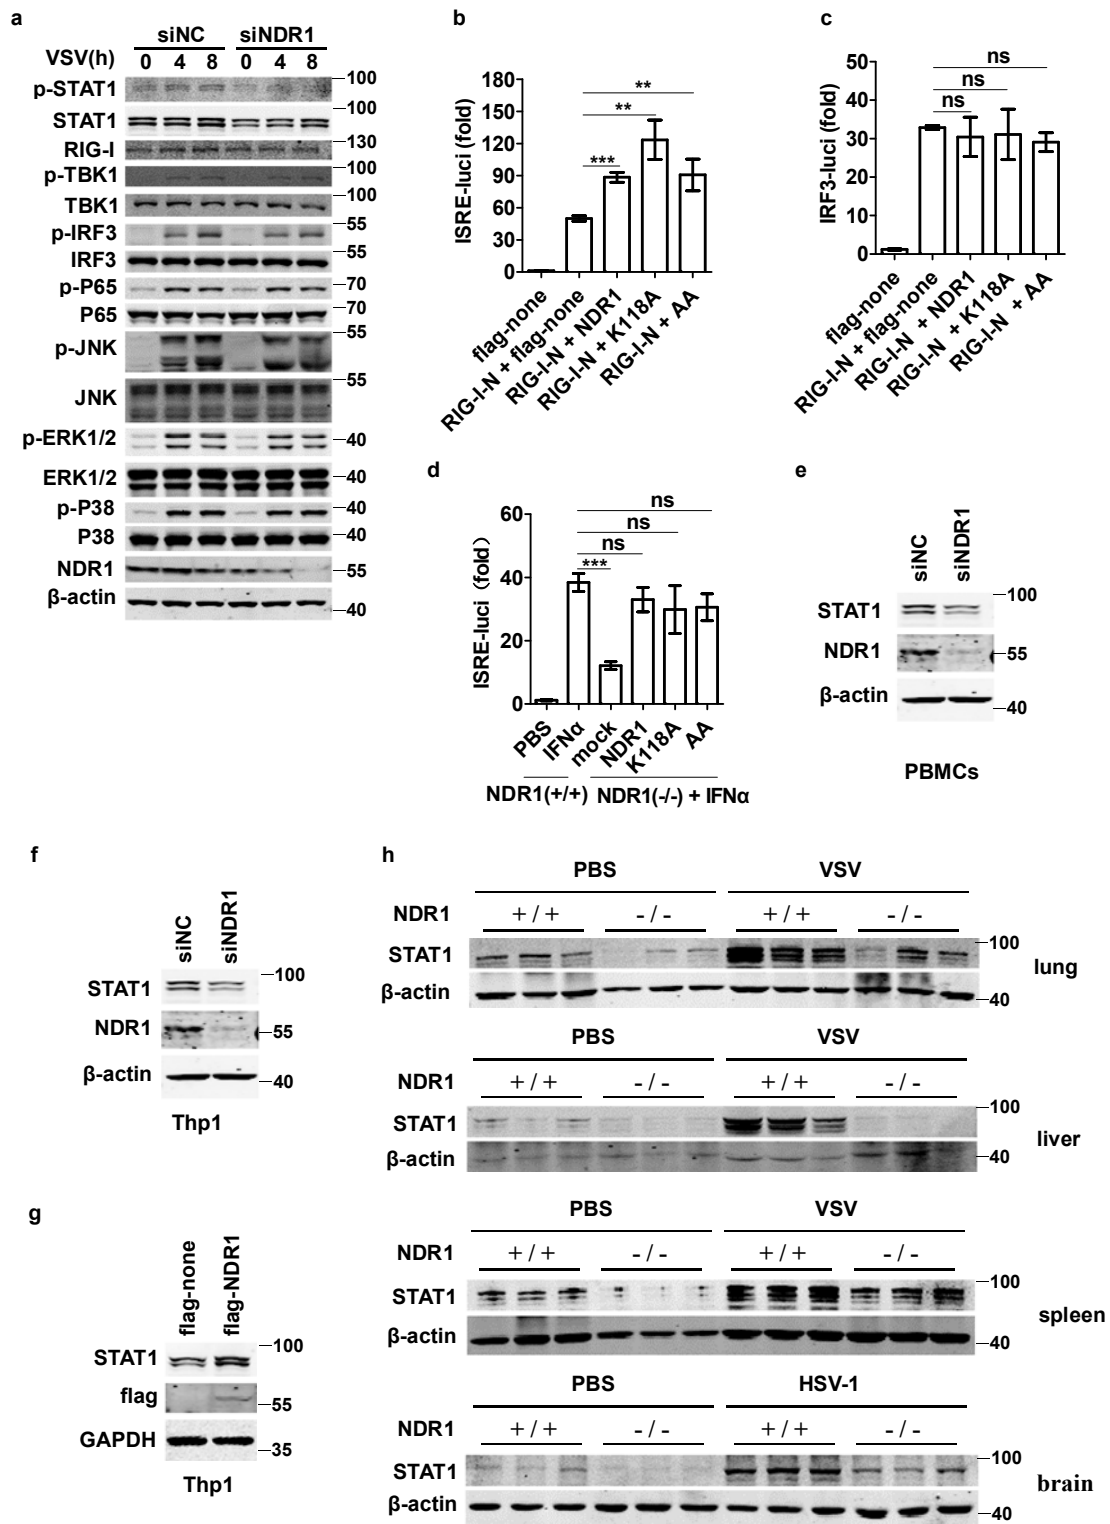 a
siNC siNDR1
VSV(h) 0 4 8 0 4 8
p-STAT1 100
STAT1 100
RIG-I 130
p-TBK1 100
TBK1 100
p-IRF3 55
IRF3 55
p-P65 70
P65 70
p-JNK 55
JNK 55
p-ERK1/2 40
ERK1/2 40
p-P38 40
P38 40
NDR1 55
β-actin 40
b
ISRE-luci (fold)
180
150
120
90
60
30
0
**
**
***
flag-none
RIG-I-N + flag-none
RIG-I-N + NDR1
RIG-I-N + K118A
RIG-I-N + AA
c
IRF3-luci (fold)
50
40
30
20
10
0
ns
ns
ns
flag-none
RIG-I-N + flag-none
RIG-I-N + NDR1
RIG-I-N + K118A
RIG-I-N + AA
d
ISRE-luci (fold)
60
40
20
0
ns
ns
ns
***
PBS
IFNα
mock
NDR1
K118A
AA
NDR1(+/+) NDR1(-/-) + IFNα
e
siNC
siNDR1
STAT1 100
NDR1 55
β-actin 40
PBMCs
f
siNC
siNDR1
STAT1 100
NDR1 55
β-actin 40
Thp1
g
flag-none
flag-NDR1
STAT1 100
flag 55
GAPDH 35
Thp1
h
PBS VSV
NDR1 +/+ -/- +/+ -/-
STAT1 100
lung
β-actin 40
PBS VSV
NDR1 +/+ -/- +/+ -/-
STAT1 100
liver
β-actin 40
PBS VSV
NDR1 +/+ -/- +/+ -/-
STAT1 100
spleen
β-actin 40
PBS HSV-1
NDR1 +/+ -/- +/+ -/-
STAT1 100
brain
β-actin 40